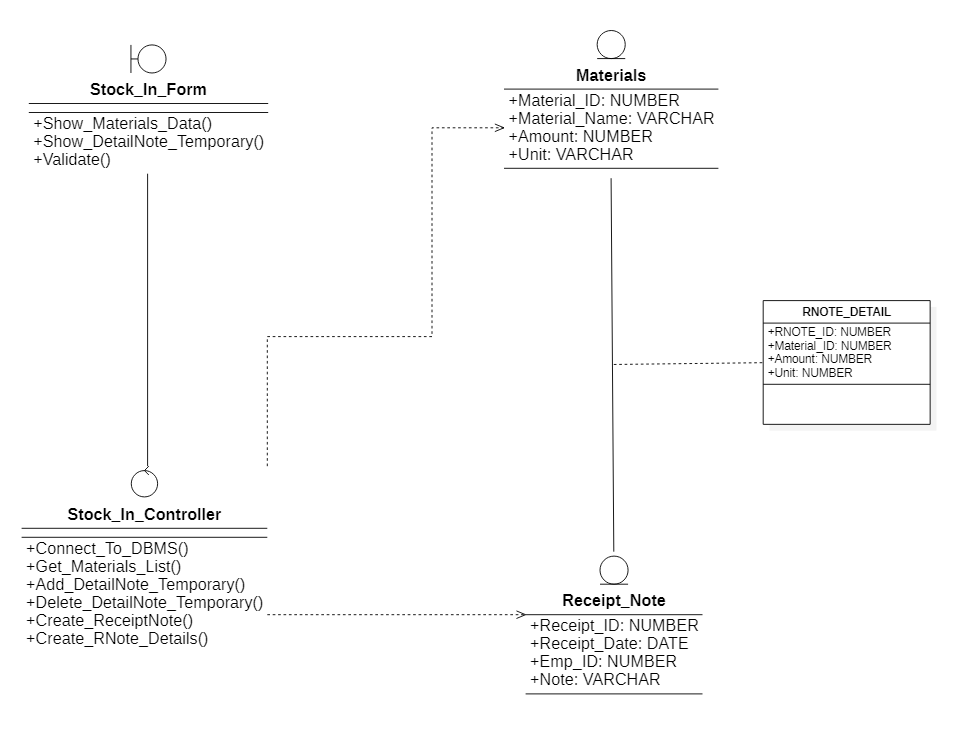 Stock_In_Form
+Show_Materials_Data()
+Show_DetailNote_Temporary()
+Validate()
Materials
+Material_ID: NUMBER
+Material_Name: VARCHAR
+Amount: NUMBER
+Unit: VARCHAR
RNOTE_DETAIL
+RNOTE_ID: NUMBER
+Material_ID: NUMBER
+Amount: NUMBER
+Unit: NUMBER
Stock_In_Controller
+Connect_To_DBMS()
+Get_Materials_List()
+Add_DetailNote_Temporary()
+Delete_DetailNote_Temporary()
+Create_ReceiptNote()
+Create_RNote_Details()
Receipt_Note
+Receipt_ID: NUMBER
+Receipt_Date: DATE
+Emp_ID: NUMBER
+Note: VARCHAR